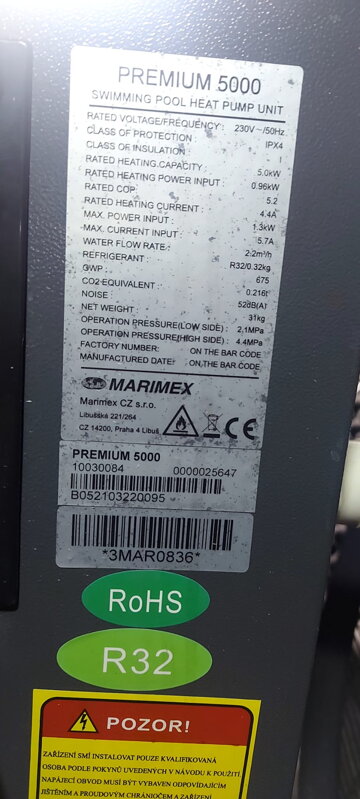 PREMIUM 5000
SWIMMING POOL HEAT PUMP UNIT
RATED VOLTAGE/FREQUENCY : 230V～/50Hz
CLASS OF PROTECTION : IPX4
CLASS OF INSULATION : I
RATED HEATING CAPACITY : 5.0kW
RATED HEATING POWER INPUT : 0.96kW
RATED COP : 5.2
RATED HEATING CURRENT : 4.4A
MAX. POWER INPUT : 1.3kW
MAX. CURRENT INPUT : 5.7A
WATER FLOW RATE : 2.2m³/h
REFRIGERANT : R32/0.32kg
GWP : 675
CO2 EQUIVALENT : 0.216t
NOISE : 52dB(A)
NET WEIGHT : 31kg
OPERATION PRESSURE(LOW SIDE) : 2.1MPa
OPERATION PRESSURE(HIGH SIDE) : 4.4MPa
FACTORY NUMBER: ON THE BAR CODE
MANUFACTURED DATE: ON THE BAR CODE
MARIMEX
Marimex CZ s.r.o.
Libušská 221/264
CZ 14200, Praha 4 Libuš
CE
PREMIUM 5000
10030084 0000025647
B052103220095
*3MAR0836*
RoHS
R32
POZOR!
ZAŘÍZENÍ SMÍ INSTALOVAT POUZE KVALIFIKOVANÁ
OSOBA PODLE POKYNŮ UVEDENÝCH V NÁVODU K POUŽITÍ
NAPÁJECÍ OBVOD MUSÍ BÝT VYBAVEN ODPOVÍDAJÍCÍM
JIŠTĚNÍM A PROUDOVÝM CHRÁNIČEM A ZAŘÍZENÍ